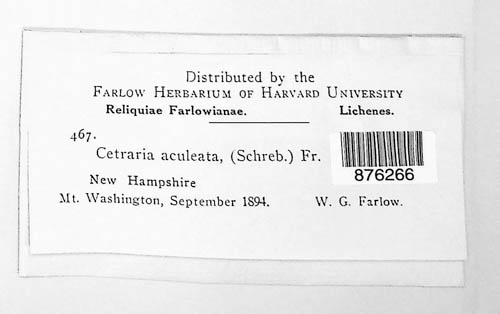 Distributed by the
FARLOW HERBARIUM OF HARVARD UNIVERSITY
Reliquiae Farlowianae. Lichenes.
467.
Cetraria aculeata, (Schreb.) Fr.
876266
New Hampshire
Mt. Washington, September 1894. W. G. Farlow.